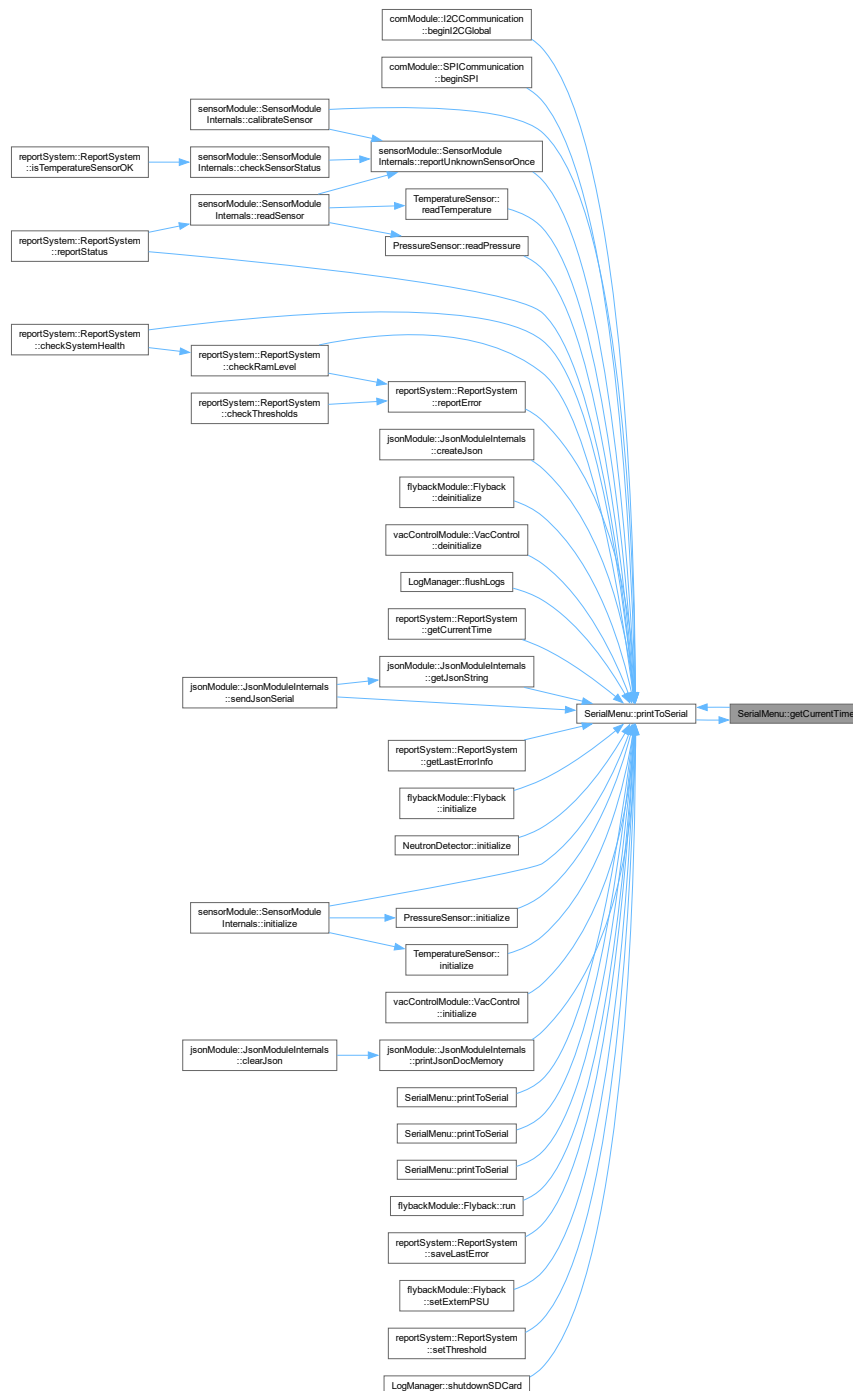 comModule::I2CCommunication
::beginI2CGlobal
comModule::SPICommunication
::beginSPI
sensorModule::SensorModule
Internals::calibrateSensor
sensorModule::SensorModule
Internals::reportUnknownSensorOnce
reportSystem::ReportSystem
::isTemperatureSensorOK
sensorModule::SensorModule
Internals::checkSensorStatus
sensorModule::SensorModule
Internals::readSensor
TemperatureSensor::
readTemperature
reportSystem::ReportSystem
::reportStatus
PressureSensor::readPressure
reportSystem::ReportSystem
::checkSystemHealth
reportSystem::ReportSystem
::checkRamLevel
reportSystem::ReportSystem
::checkThresholds
reportSystem::ReportSystem
::reportError
jsonModule::JsonModuleInternals
::createJson
flybackModule::Flyback
::deinitialize
vacControlModule::VacControl
::deinitialize
LogManager::flushLogs
reportSystem::ReportSystem
::getCurrentTime
jsonModule::JsonModuleInternals
::getJsonString
jsonModule::JsonModuleInternals
::sendJsonSerial
SerialMenu::printToSerial
SerialMenu::getCurrentTime
reportSystem::ReportSystem
::getLastErrorInfo
flybackModule::Flyback
::initialize
NeutronDetector::initialize
sensorModule::SensorModule
Internals::initialize
PressureSensor::initialize
TemperatureSensor::
initialize
vacControlModule::VacControl
::initialize
jsonModule::JsonModuleInternals
::clearJson
jsonModule::JsonModuleInternals
::printJsonDocMemory
SerialMenu::printToSerial
SerialMenu::printToSerial
SerialMenu::printToSerial
flybackModule::Flyback::run
reportSystem::ReportSystem
::saveLastError
flybackModule::Flyback
::setExternPSU
reportSystem::ReportSystem
::setThreshold
LogManager::shutdownSDCard